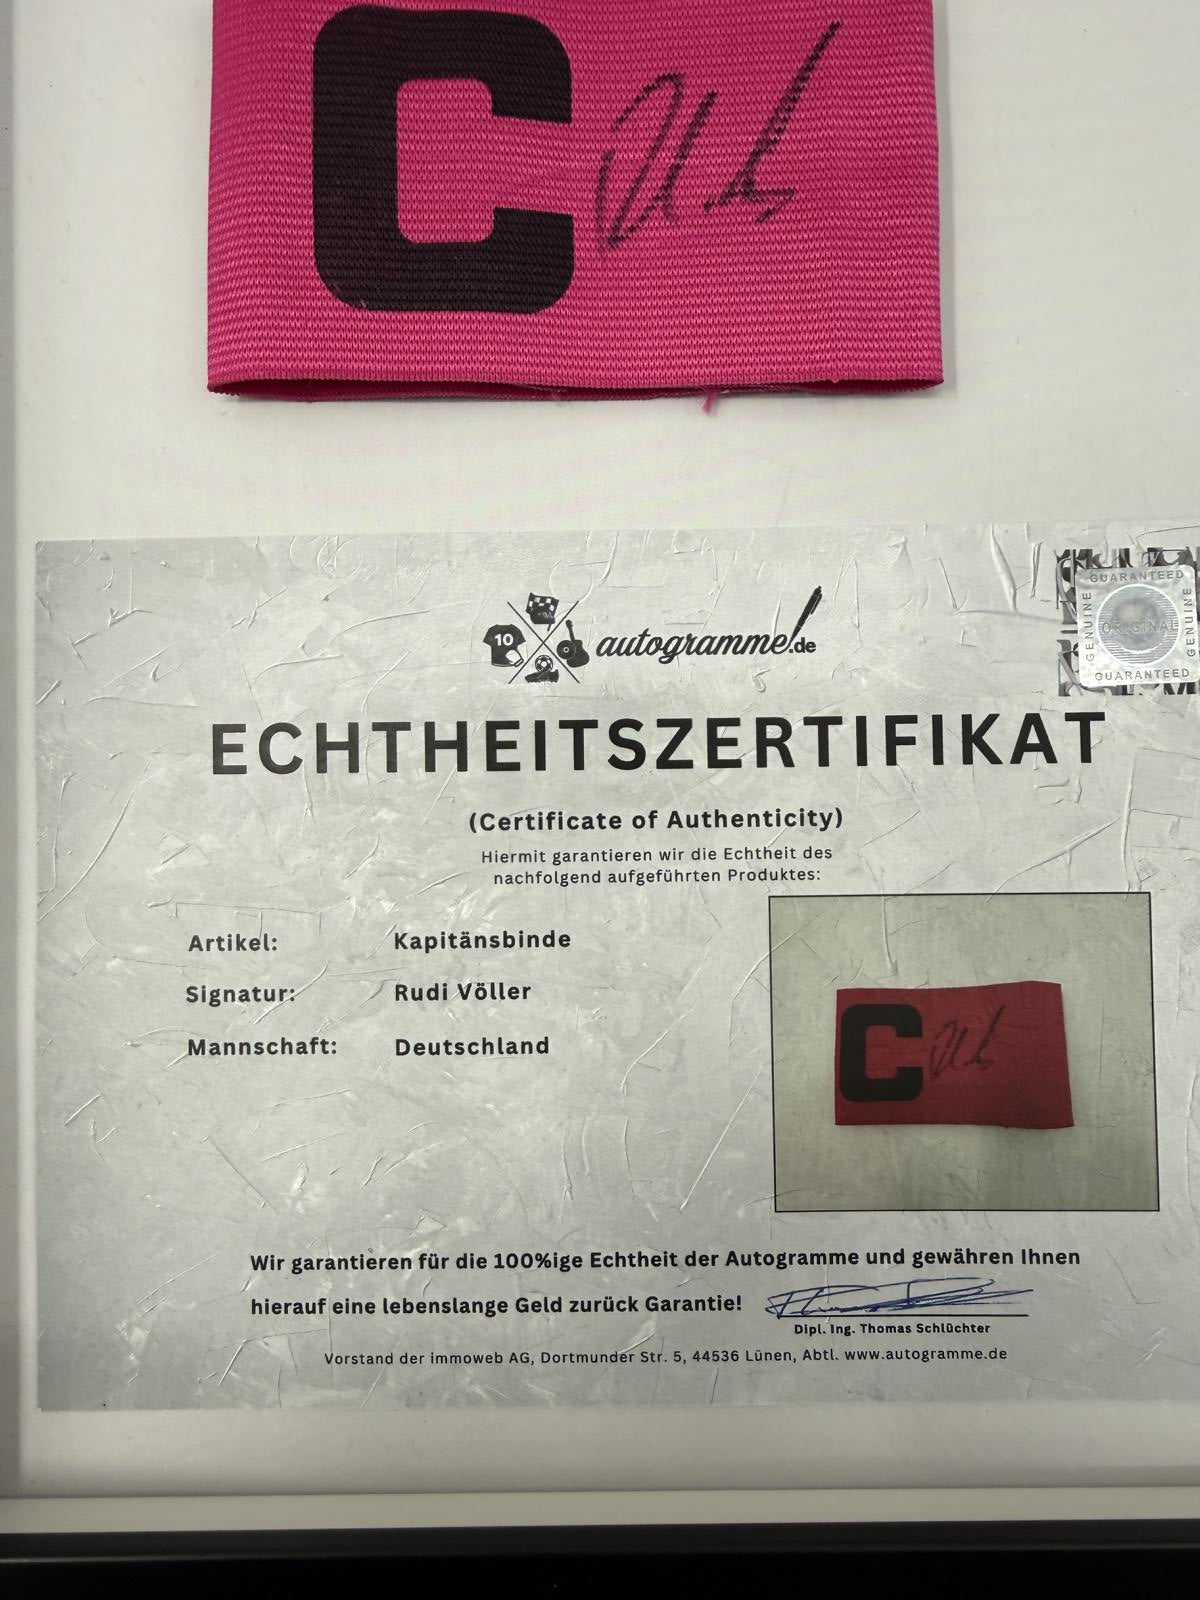 C
10
autogramme.de
GUARANTEED
GENUINE
ORIGINAL
GENUINE
GUARANTEED
ECHTHEITSZERTIFIKAT
(Certificate of Authenticity)
Hiermit garantieren wir die Echtheit des
nachfolgend aufgeführten Produktes:
Artikel: Kapitänsbinde
Signatur: Rudi Völler
Mannschaft: Deutschland
C
Wir garantieren für die 100%ige Echtheit der Autogramme und gewähren Ihnen
hierauf eine lebenslange Geld zurück Garantie!
Dipl. Ing. Thomas Schlüchter
Vorstand der immoweb AG, Dortmunder Str. 5, 44536 Lünen, Abtl. www.autogramme.de